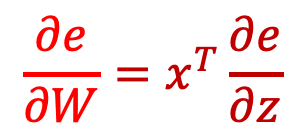 ∂e/∂W = x^T ∂e/∂z